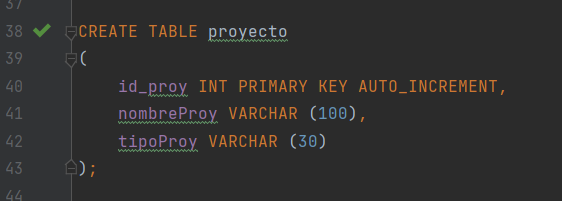 37
38 CREATE TABLE proyecto
39 (
40 id_proy INT PRIMARY KEY AUTO_INCREMENT,
41 nombreProy VARCHAR (100),
42 tipoProy VARCHAR (30)
43 );
44